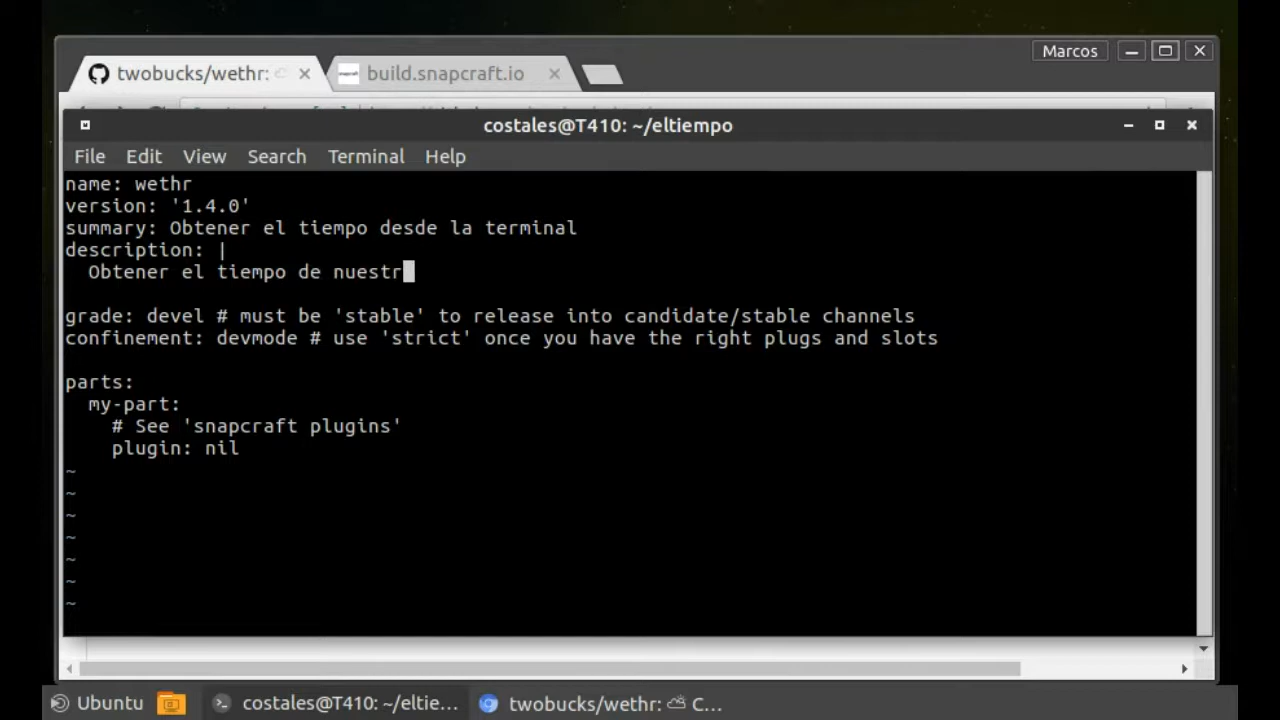 Marcos
twobucks/wethr:
build.snapcraft.io
costales@T410: ~/eltiempo
File Edit View Search Terminal Help
name: wethr
version: '1.4.0'
summary: Obtener el tiempo desde la terminal
description: |
  Obtener el tiempo de nuestr
grade: devel # must be 'stable' to release into candidate/stable channels
confinement: devmode # use 'strict' once you have the right plugs and slots
parts:
  my-part:
    # See 'snapcraft plugins'
    plugin: nil
~
~
~
~
~
~
~
Ubuntu costales@T410: ~/eltie... twobucks/wethr: ⛅ C...